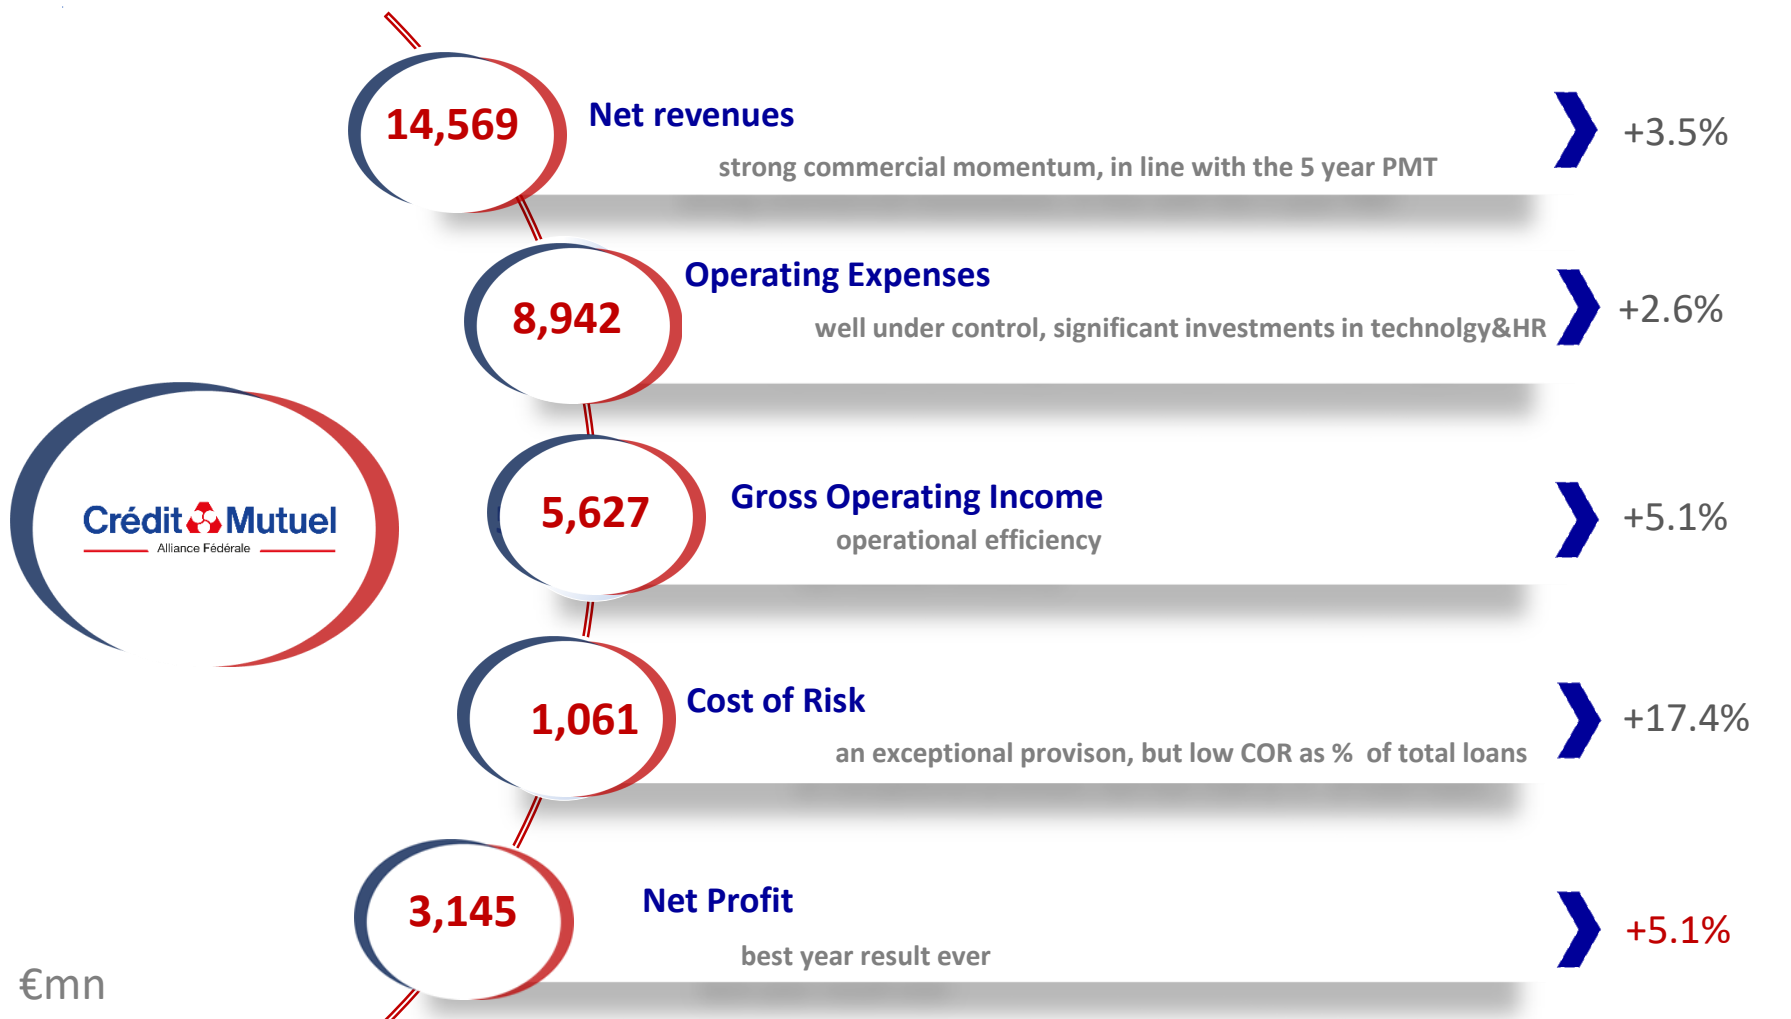 14,569
Net revenues
strong commercial momentum, in line with the 5 year PMT
+3.5%
8,942
Operating Expenses
well under control, significant investments in technolgy&HR
+2.6%
Crédit Mutuel
Alliance Fédérale
5,627
Gross Operating Income
operational efficiency
+5.1%
1,061
Cost of Risk
an exceptional provison, but low COR as % of total loans
+17.4%
3,145
Net Profit
best year result ever
+5.1%
€mn